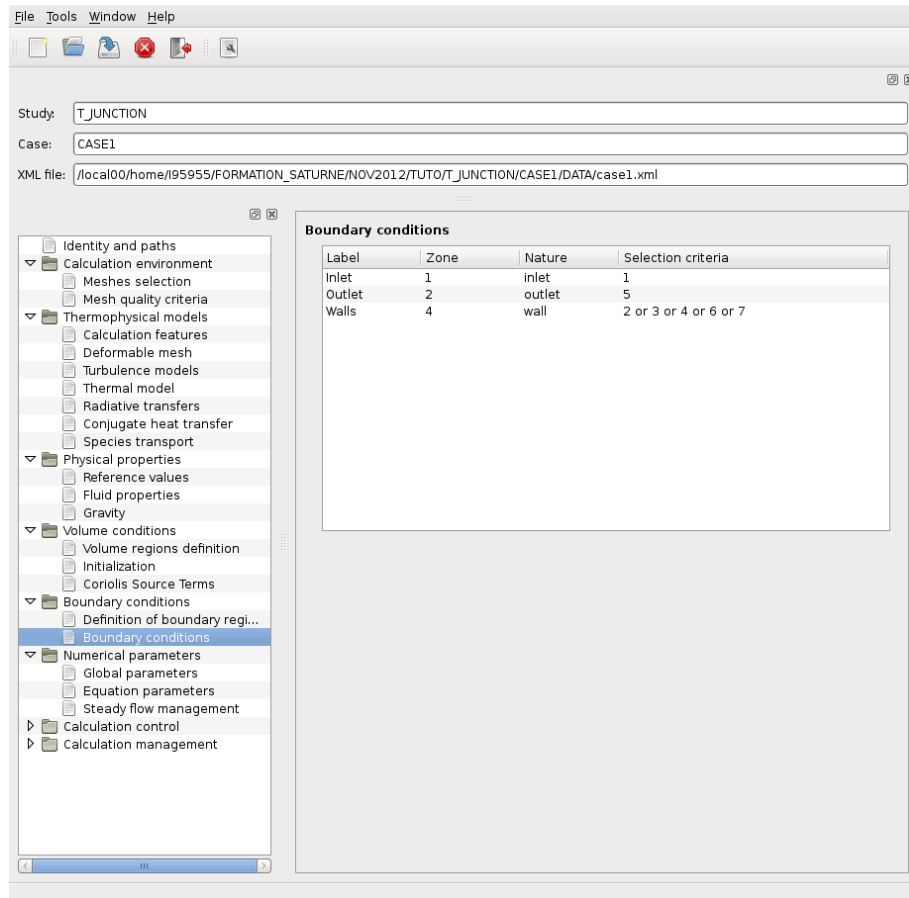 File Tools Window Help
Study: T_JUNCTION
Case: CASE1
XML file: /local00/home/I95955/FORMATION_SATURNE/NOV2012/TUTO/T_JUNCTION/CASE1/DATA/case1.xml
Identity and paths
Calculation environment
Meshes selection
Mesh quality criteria
Thermophysical models
Calculation features
Deformable mesh
Turbulence models
Thermal model
Radiative transfers
Conjugate heat transfer
Species transport
Physical properties
Reference values
Fluid properties
Gravity
Volume conditions
Volume regions definition
Initialization
Coriolis Source Terms
Boundary conditions
Definition of boundary regi...
Boundary conditions
Numerical parameters
Global parameters
Equation parameters
Steady flow management
Calculation control
Calculation management
Boundary conditions
Label Zone Nature Selection criteria
Inlet 1 inlet 1
Outlet 2 outlet 5
Walls 4 wall 2 or 3 or 4 or 6 or 7